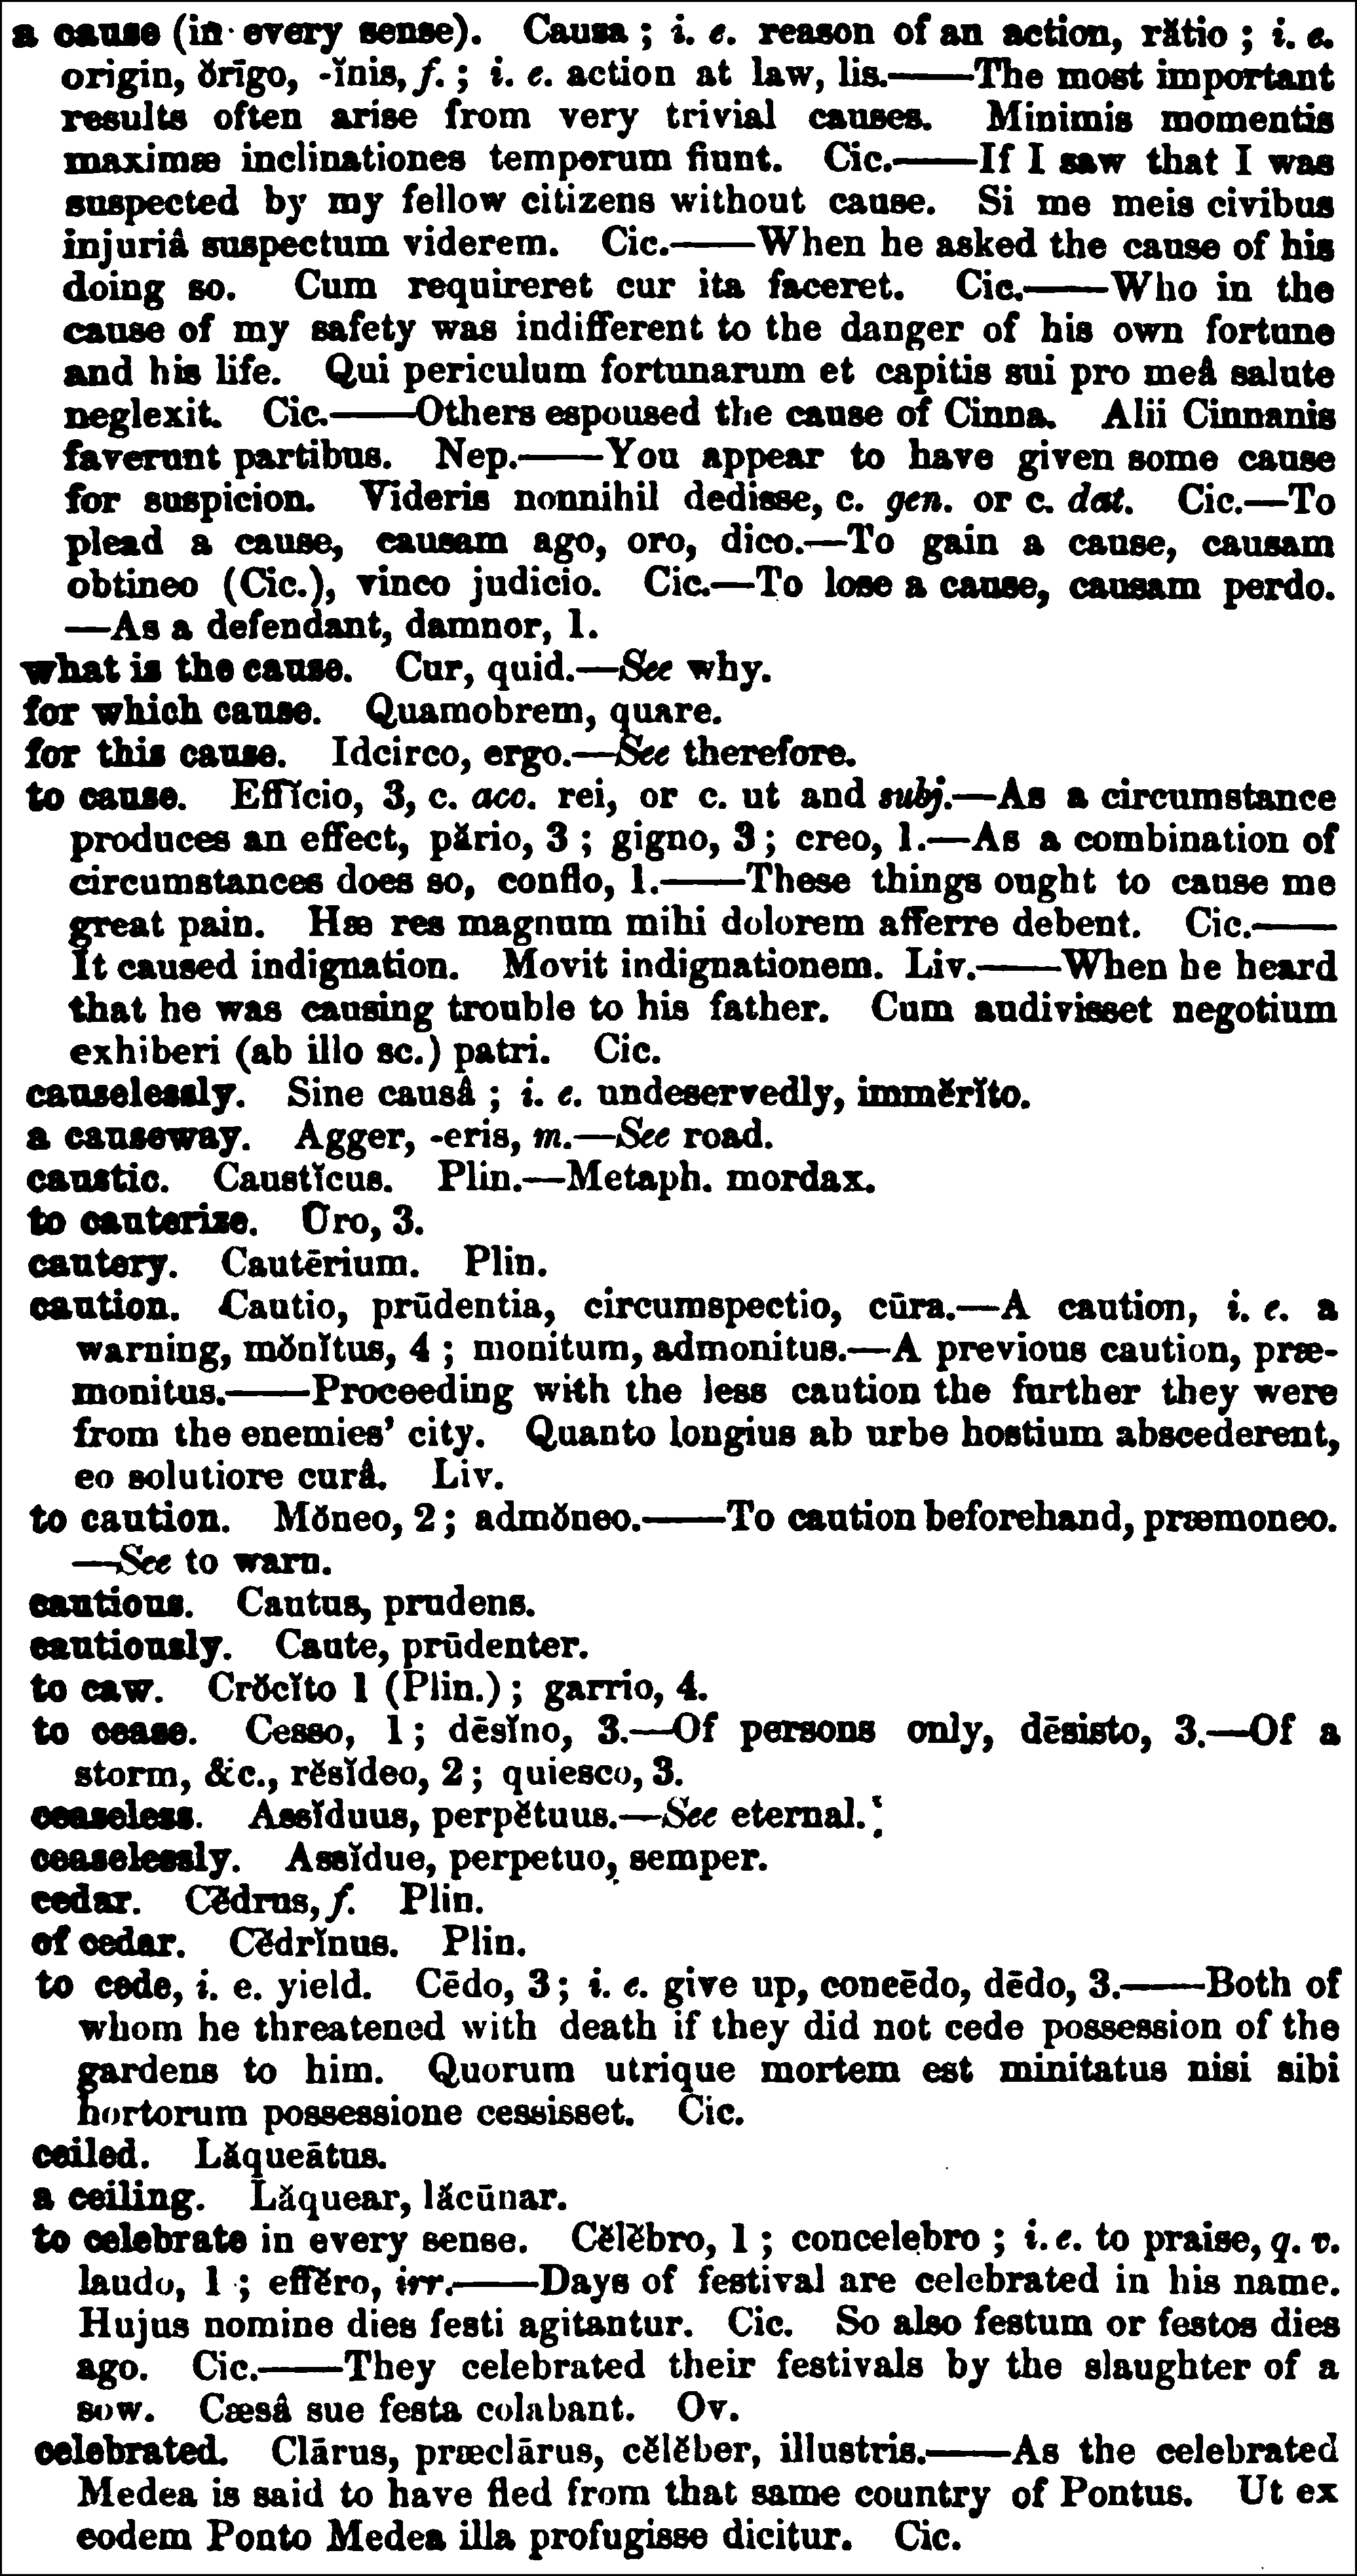 a cause (in every sense). Causa ; i. e. reason of an action, rătio ; i. e.
origin, ŏrīgo, -ĭnis, f. ; i. e. action at law, lis.——The most important
results often arise from very trivial causes. Minimis momentis
maximæ inclinationes temporum fiunt. Cic.——If I saw that I was
suspected by my fellow citizens without cause. Si me meis civibus
injuriâ suspectum viderem. Cic.——When he asked the cause of his
doing so. Cum requireret cur ita faceret. Cic.——Who in the
cause of my safety was indifferent to the danger of his own fortune
and his life. Qui periculum fortunarum et capitis sui pro meâ salute
neglexit. Cic.——Others espoused the cause of Cinna. Alii Cinnanis
faverunt partibus. Nep.——You appear to have given some cause
for suspicion. Videris nonnihil dedisse, c. gen. or c. dat. Cic.—To
plead a cause, causam ago, oro, dico.—To gain a cause, causam
obtineo (Cic.), vinco judicio. Cic.—To lose a cause, causam perdo.
—As a defendant, damnor, 1.
what is the cause. Cur, quid.—See why.
for which cause. Quamobrem, quare.
for this cause. Idcirco, ergo.—See therefore.
to cause. Effĭcio, 3, c. acc. rei, or c. ut and subj.—As a circumstance
produces an effect, părio, 3 ; gigno, 3 ; creo, 1.—As a combination of
circumstances does so, conflo, 1.——These things ought to cause me
great pain. Hæ res magnum mihi dolorem afferre debent. Cic.——
It caused indignation. Movit indignationem. Liv.——When he heard
that he was causing trouble to his father. Cum audivisset negotium
exhiberi (ab illo sc.) patri. Cic.
causelessly. Sine causâ ; i. e. undeservedly, immĕrĭto.
a causeway. Agger, -eris, m.—See road.
caustic. Caustĭcus. Plin.—Metaph. mordax.
to cauterize. Ūro, 3.
cautery. Cautērium. Plin.
caution. Cautio, prūdentia, circumspectio, cūra.—A caution, i. e. a
warning, mŏnĭtus, 4 ; monitum, admonitus.—A previous caution, præ-
monitus.——Proceeding with the less caution the further they were
from the enemies' city. Quanto longius ab urbe hostium abscederent,
eo solutiore curâ. Liv.
to caution. Mŏneo, 2 ; admŏneo.——To caution beforehand, præmoneo.
—See to warn.
cautious. Cautus, prudens.
cautiously. Caute, prūdenter.
to caw. Crŏcĭto 1 (Plin.) ; garrio, 4.
to cease. Cesso, 1 ; dēsĭno, 3.—Of persons only, dēsisto, 3.—Of a
storm, &c., rĕsĭdeo, 2 ; quiesco, 3.
ceaseless. Assĭduus, perpĕtuus.—See eternal.
ceaselessly. Assĭdue, perpetuo, semper.
cedar. Cēdrus, f. Plin.
of cedar. Cēdrĭnus. Plin.
to cede, i. e. yield. Cēdo, 3 ; i. e. give up, concēdo, dēdo, 3.——Both of
whom he threatened with death if they did not cede possession of the
gardens to him. Quorum utrique mortem est minitatus nisi sibi
hortorum possessione cessisset. Cic.
ceiled. Lăqueātus.
a ceiling. Lăquear, lăcūnar.
to celebrate in every sense. Cĕlĕbro, 1 ; concelebro ; i. e. to praise, q. v.
laudo, 1 ; effĕro, irr.——Days of festival are celebrated in his name.
Hujus nomine dies festi agitantur. Cic. So also festum or festos dies
ago. Cic.——They celebrated their festivals by the slaughter of a
sow. Cæsâ sue festa colabant. Ov.
celebrated. Clārus, præclārus, cĕlĕber, illustris.——As the celebrated
Medea is said to have fled from that same country of Pontus. Ut ex
eodem Ponto Medea illa profugisse dicitur. Cic.